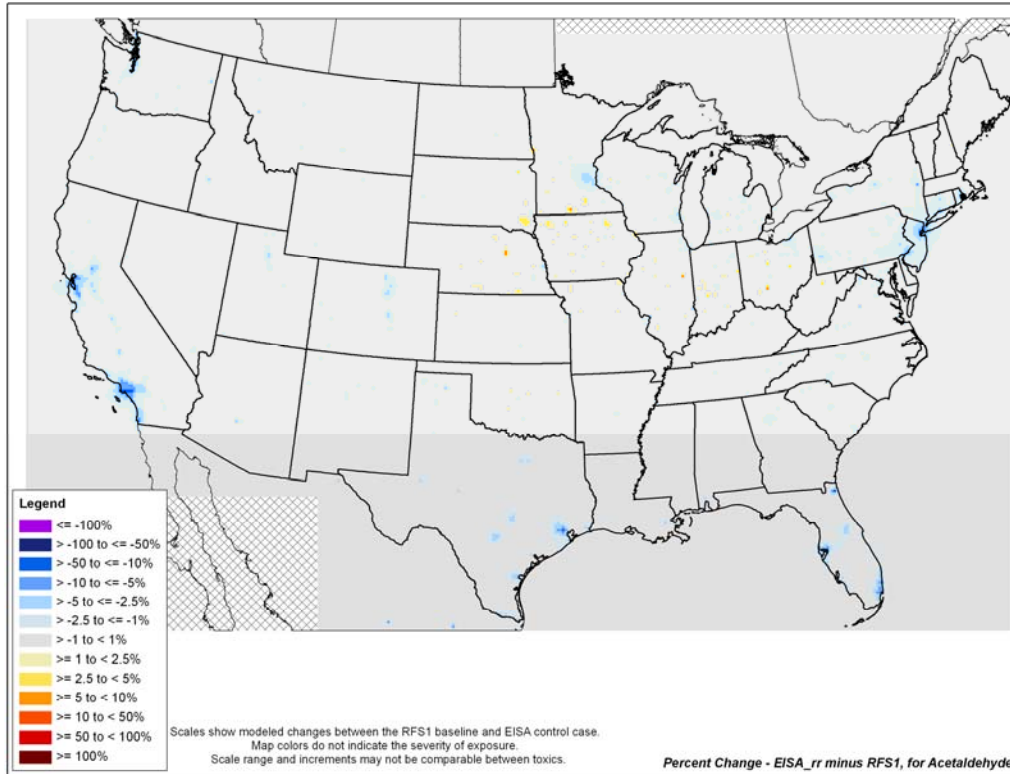 Legend
<= -100%
> -100 to <= -50%
> -50 to <= -10%
> -10 to <= -5%
> -5 to <= -2.5%
> -2.5 to <= -1%
> -1 to < 1%
>= 1 to < 2.5%
>= 2.5 to < 5%
>= 5 to < 10%
>= 10 to < 50%
>= 50 to < 100%
>= 100%
Scales show modeled changes between the RFS1 baseline and EISA control case.
Map colors do not indicate the severity of exposure.
Scale range and increments may not be comparable between toxics.
Percent Change - EISA_rr minus RFS1, for Acetaldehyde